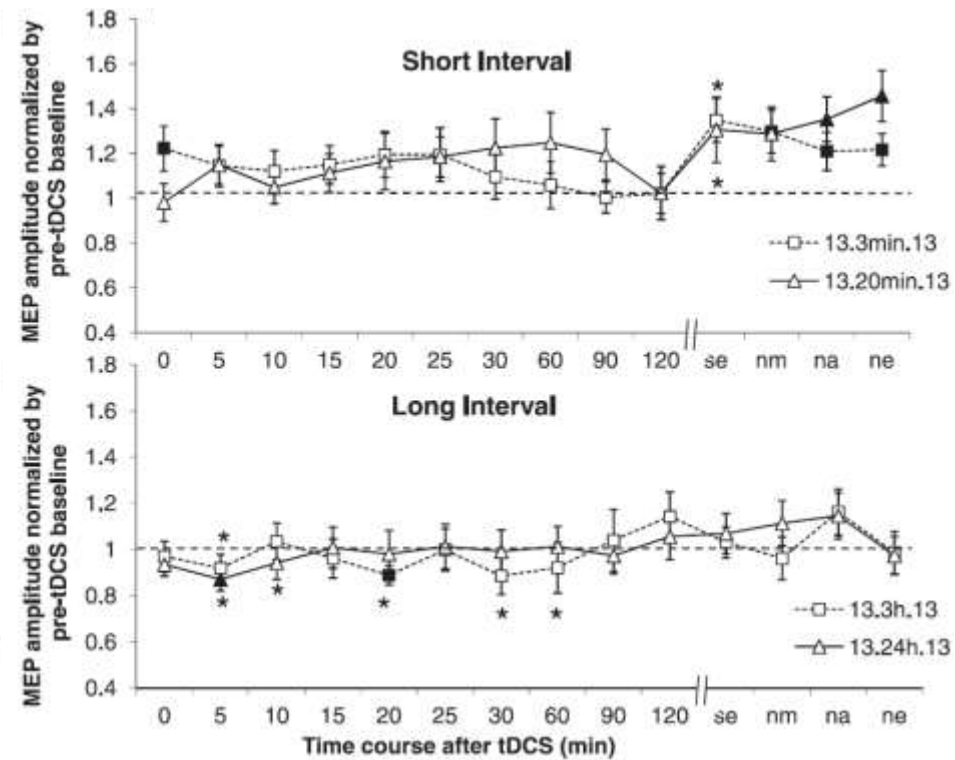 MEP amplitude normalized by
pre-tDCS baseline
1.8
1.6
1.4
1.2
1
0.8
0.6
0.4
Short Interval
*
*
13.3min.13
13.20min.13
0 5 10 15 20 25 30 60 90 120 se nm na ne
MEP amplitude normalized by
pre-tDCS baseline
1.8
1.6
1.4
1.2
1
0.8
0.6
0.4
Long Interval
*
* * * * *
13.3h.13
13.24h.13
0 5 10 15 20 25 30 60 90 120 se nm na ne
Time course after tDCS (min)